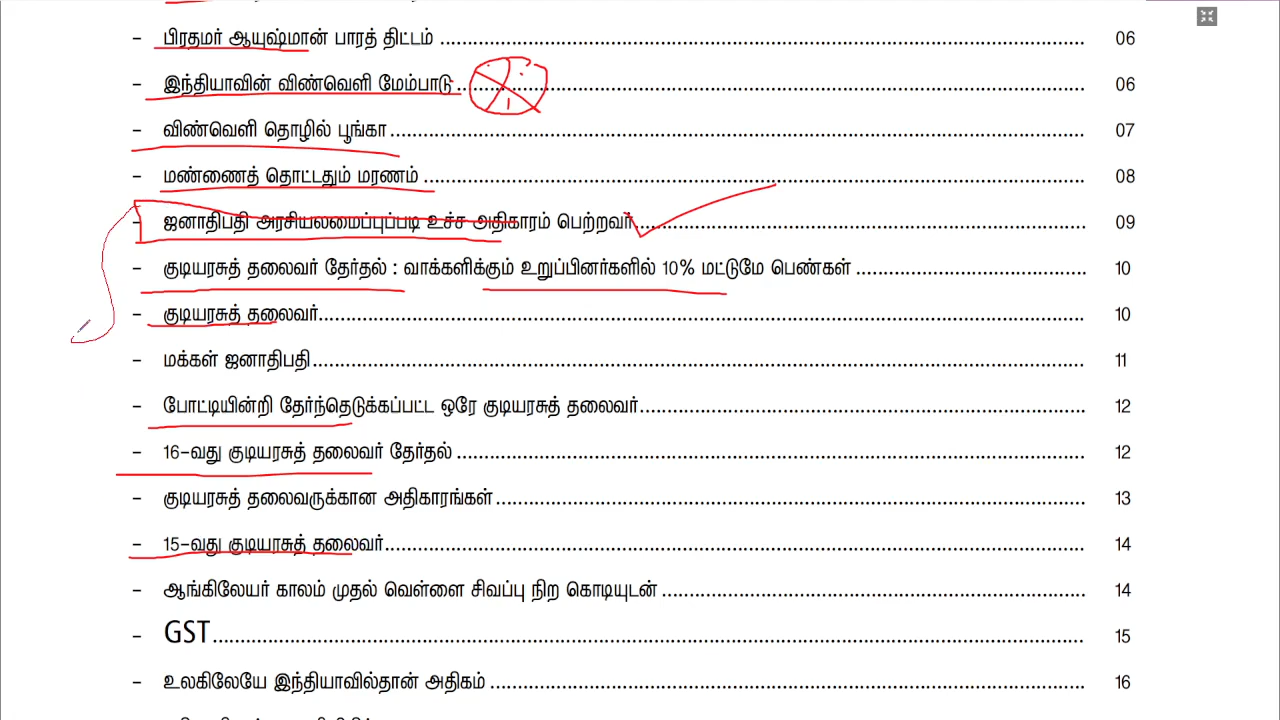 - பிரதமர் ஆயுஷ்மான் பாரத் திட்டம் ........ 06
- இந்தியாவின் விண்வெளி மேம்பாடு ........ 06
- விண்வெளி தொழில் பூங்கா ........ 07
- மண்ணைத் தொட்டதும் மரணம் ........ 08
- ஜனாதிபதி அரசியலமைப்புப்படி உச்ச அதிகாரம் பெற்றவர் ........ 09
- குடியரசுத் தலைவர் தேர்தல் : வாக்களிக்கும் உறுப்பினர்களில் 10% மட்டுமே பெண்கள் ........ 10
- குடியரசுத் தலைவர் ........ 10
- மக்கள் ஜனாதிபதி ........ 11
- போட்டியின்றி தேர்ந்தெடுக்கப்பட்ட ஒரே குடியரசுத் தலைவர் ........ 12
- 16-வது குடியரசுத் தலைவர் தேர்தல் ........ 12
- குடியரசுத் தலைவருக்கான அதிகாரங்கள் ........ 13
- 15-வது குடியரசுத் தலைவர் ........ 14
- ஆங்கிலேயர் காலம் முதல் வெள்ளை சிவப்பு நிற கொடியுடன் ........ 14
- GST ........ 15
- உலகிலேயே இந்தியாவில்தான் அதிகம் ........ 16